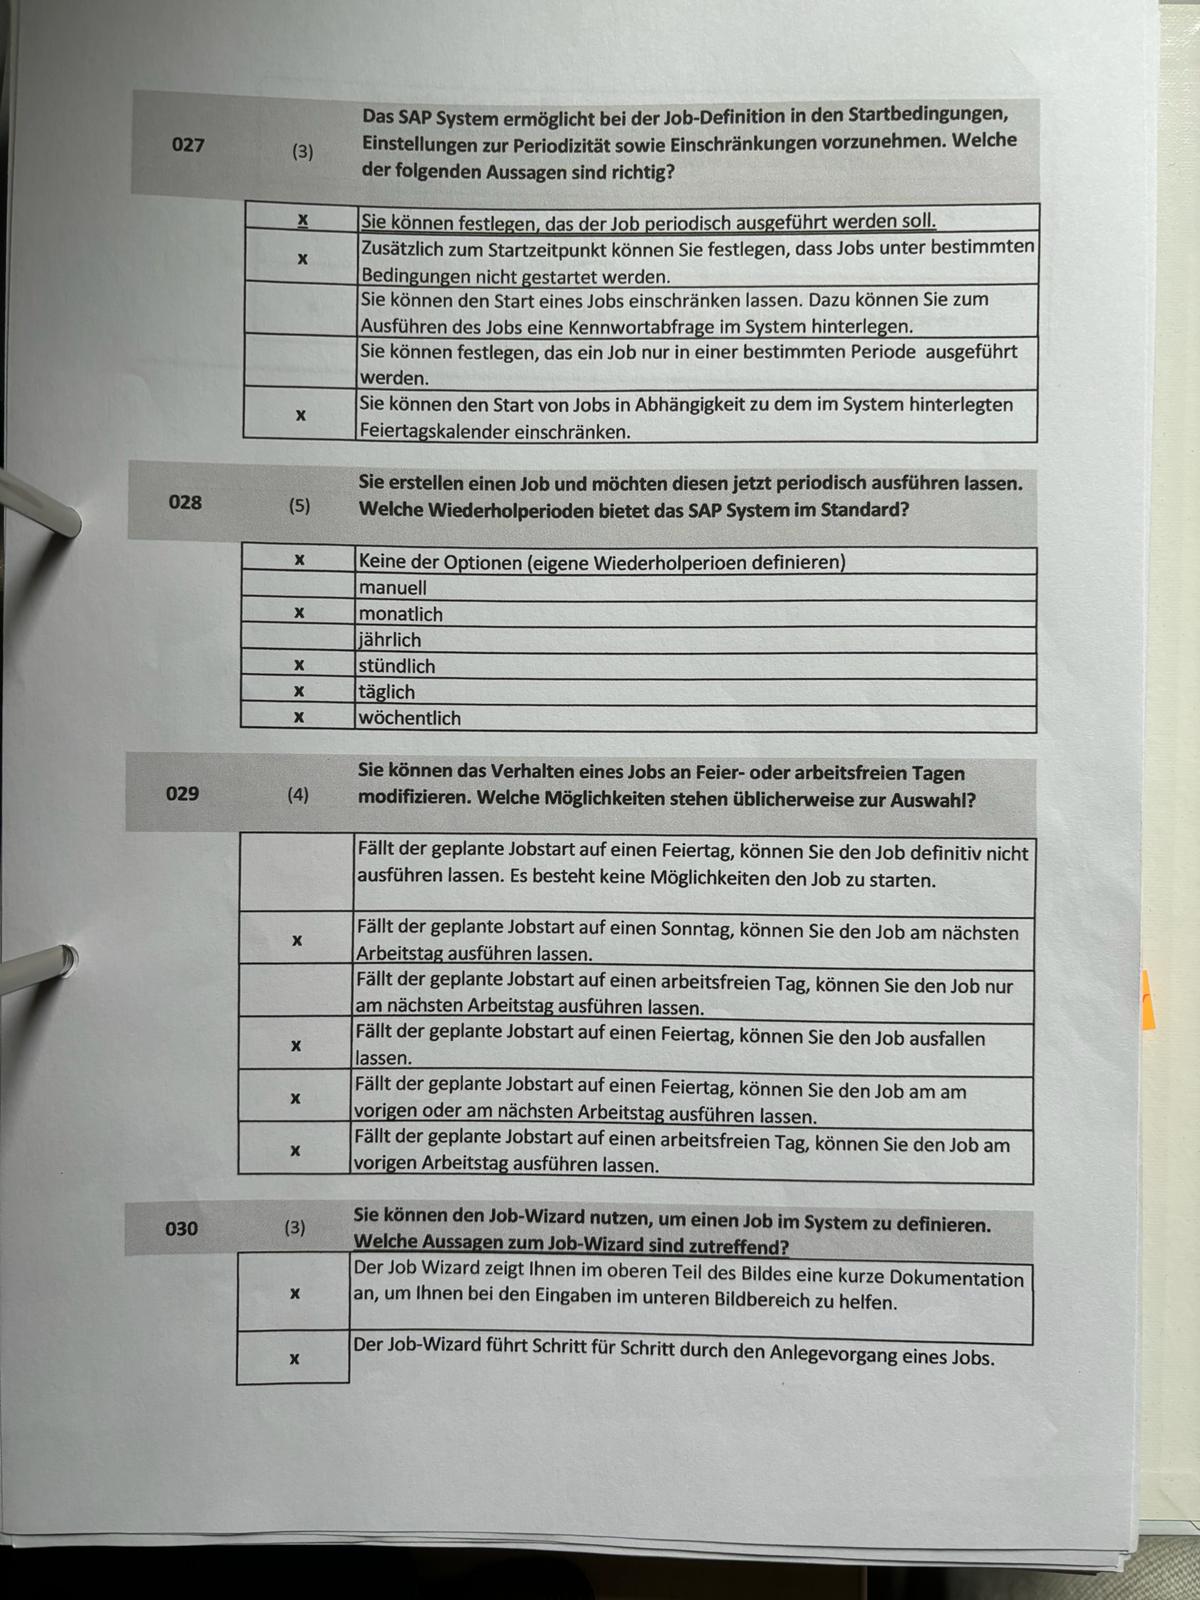 027 (3) Das SAP System ermöglicht bei der Job-Definition in den Startbedingungen,
Einstellungen zur Periodizität sowie Einschränkungen vorzunehmen. Welche
der folgenden Aussagen sind richtig?
x Sie können festlegen, das der Job periodisch ausgeführt werden soll.
x Zusätzlich zum Startzeitpunkt können Sie festlegen, dass Jobs unter bestimmten
Bedingungen nicht gestartet werden.
Sie können den Start eines Jobs einschränken lassen. Dazu können Sie zum
Ausführen des Jobs eine Kennwortabfrage im System hinterlegen.
Sie können festlegen, das ein Job nur in einer bestimmten Periode ausgeführt
werden.
x Sie können den Start von Jobs in Abhängigkeit zu dem im System hinterlegten
Feiertagskalender einschränken.
028 (5) Sie erstellen einen Job und möchten diesen jetzt periodisch ausführen lassen.
Welche Wiederholperioden bietet das SAP System im Standard?
x Keine der Optionen (eigene Wiederholperioen definieren)
manuell
x monatlich
jährlich
x stündlich
x täglich
x wöchentlich
029 (4) Sie können das Verhalten eines Jobs an Feier- oder arbeitsfreien Tagen
modifizieren. Welche Möglichkeiten stehen üblicherweise zur Auswahl?
Fällt der geplante Jobstart auf einen Feiertag, können Sie den Job definitiv nicht
ausführen lassen. Es besteht keine Möglichkeiten den Job zu starten.
x Fällt der geplante Jobstart auf einen Sonntag, können Sie den Job am nächsten
Arbeitstag ausführen lassen.
Fällt der geplante Jobstart auf einen arbeitsfreien Tag, können Sie den Job nur
am nächsten Arbeitstag ausführen lassen.
x Fällt der geplante Jobstart auf einen Feiertag, können Sie den Job ausfallen
lassen.
x Fällt der geplante Jobstart auf einen Feiertag, können Sie den Job am am
vorigen oder am nächsten Arbeitstag ausführen lassen.
x Fällt der geplante Jobstart auf einen arbeitsfreien Tag, können Sie den Job am
vorigen Arbeitstag ausführen lassen.
030 (3) Sie können den Job-Wizard nutzen, um einen Job im System zu definieren.
Welche Aussagen zum Job-Wizard sind zutreffend?
x Der Job Wizard zeigt Ihnen im oberen Teil des Bildes eine kurze Dokumentation
an, um Ihnen bei den Eingaben im unteren Bildbereich zu helfen.
x Der Job-Wizard führt Schritt für Schritt durch den Anlegevorgang eines Jobs.